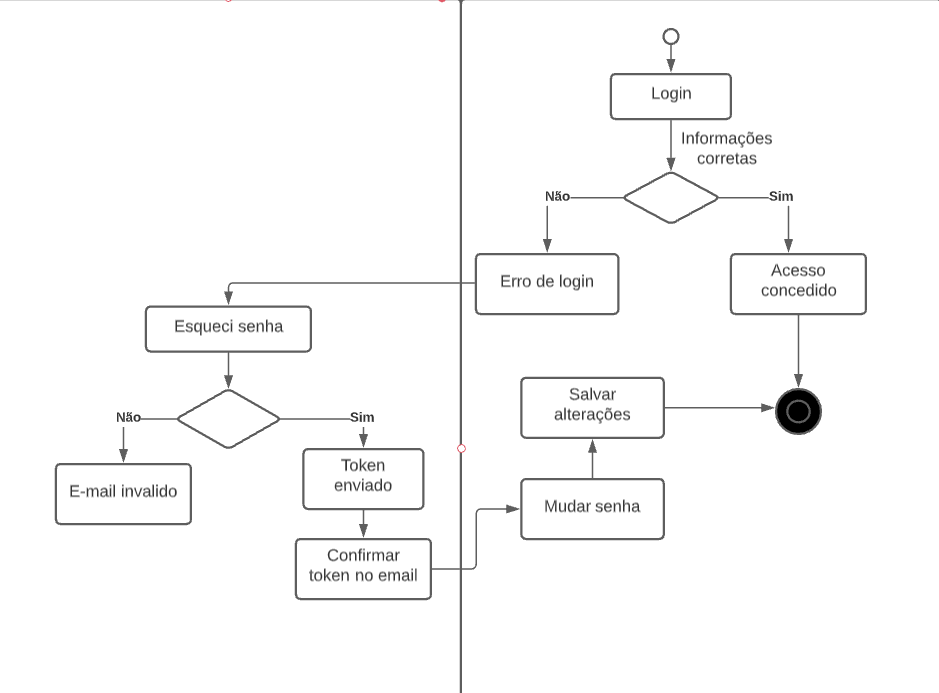 Login
Informações
corretas
Não
Sim
Erro de login
Acesso
concedido
Esqueci senha
Não
Sim
E-mail invalido
Token
enviado
Confirmar
token no email
Salvar
alterações
Mudar senha